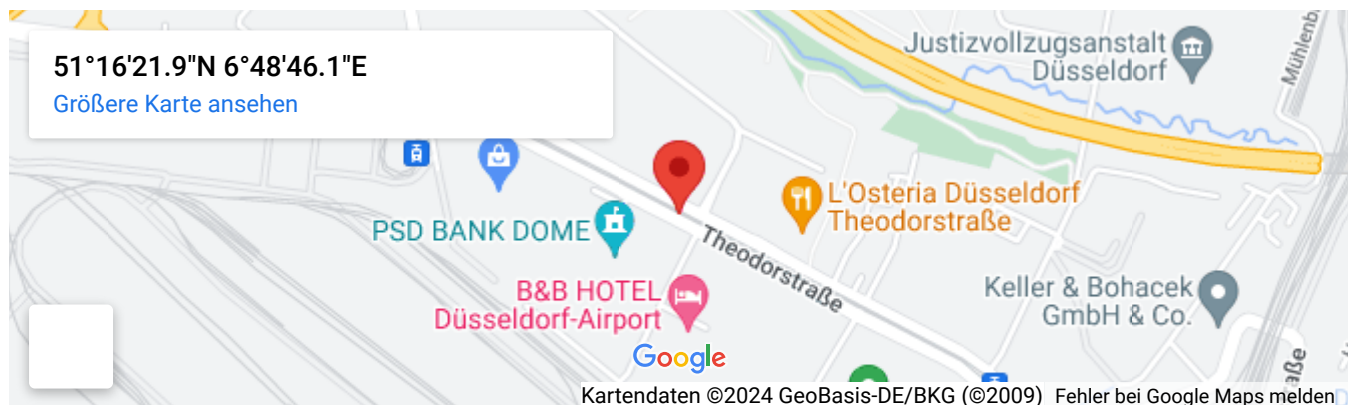 51°16'21.9"N 6°48'46.1"E
Größere Karte ansehen
Justizvollzugsanstalt
Düsseldorf
L'Osteria Düsseldorf
Theodorstraße
PSD BANK DOME
Theodorstraße
B&B HOTEL
Düsseldorf-Airport
Keller & Bohacek
GmbH & Co.
Google
Kartendaten ©2024 GeoBasis-DE/BKG (©2009)
Fehler bei Google Maps melden